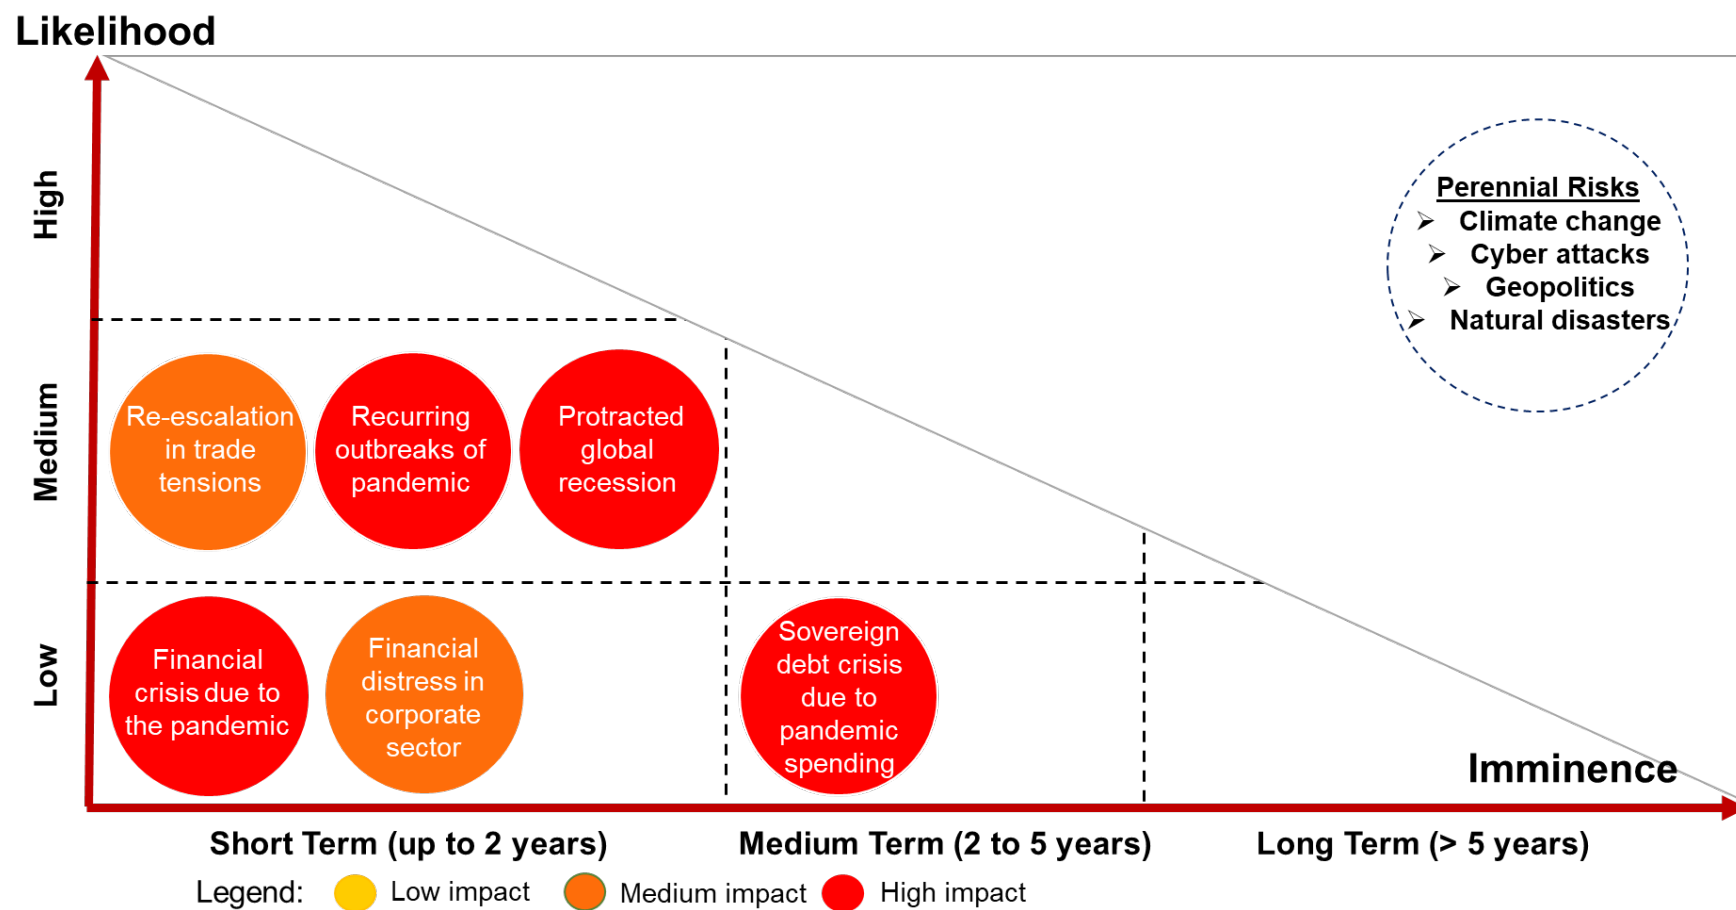 Likelihood
High
Perennial Risks
➢ Climate change
➢ Cyber attacks
➢ Geopolitics
➢ Natural disasters
Medium
Re-escalation
in trade
tensions
Recurring
outbreaks of
pandemic
Protracted
global
recession
Low
Financial
crisis due to
the pandemic
Financial
distress in
corporate
sector
Sovereign
debt crisis
due to
pandemic
spending
Imminence
Short Term (up to 2 years)
Medium Term (2 to 5 years)
Long Term (> 5 years)
Legend:
Low impact
Medium impact
High impact